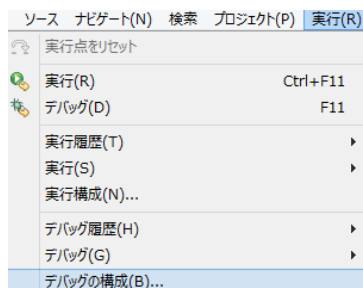 ソース ナビゲート(N) 検索 プロジェクト(P) 実行(R)
実行点をリセット
実行(R) Ctrl+F11
デバッグ(D) F11
実行履歴(T)
実行(S)
実行構成(N)...
デバッグ履歴(H)
デバッグ(G)
デバッグの構成(B)...